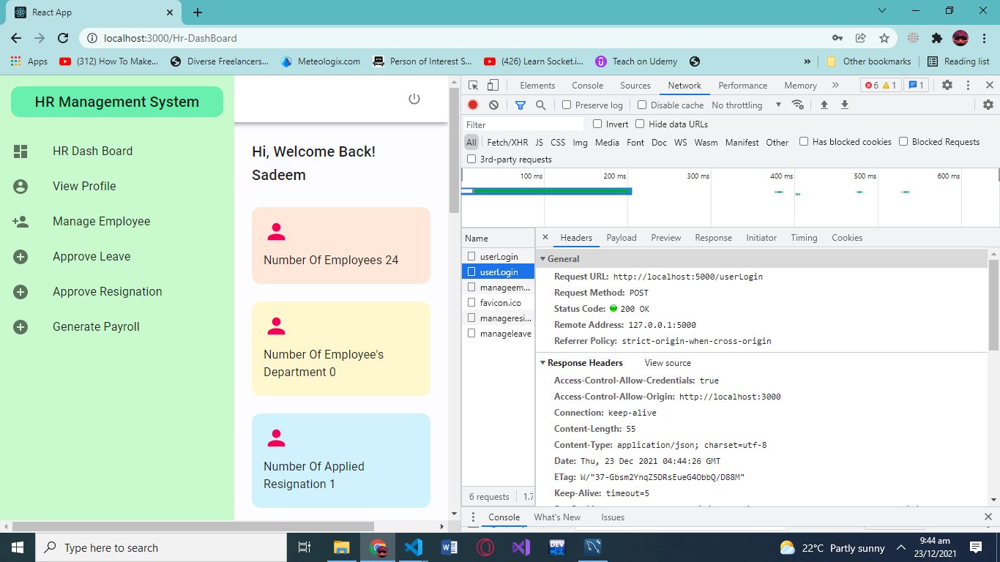 React App
localhost:3000/Hr-DashBoard
Apps
(312) How To Make...
Diverse Freelancers...
Meteologix.com
Person of Interest S...
(426) Learn Socket.i...
Teach on Udemy
»
Other bookmarks
Reading list
HR Management System
HR Dash Board
View Profile
Manage Employee
Approve Leave
Approve Resignation
Generate Payroll
Hi, Welcome Back!
Sadeem
Number Of Employees 24
Number Of Employee's
Department 0
Number Of Applied
Resignation 1
Elements Console Sources Network Performance Memory » 6 1 1
Preserve log Disable cache No throttling
Filter Invert Hide data URLs
All Fetch/XHR JS CSS Img Media Font Doc WS Wasm Manifest Other Has blocked cookies Blocked Requests
3rd-party requests
100 ms 200 ms 300 ms 400 ms 500 ms 600 ms
Name
userLogin
userLogin
manageem...
favicon.ico
manageresi...
manageleave
6 requests 1.7
Headers Payload Preview Response Initiator Timing Cookies
General
Request URL: http://localhost:5000/userLogin
Request Method: POST
Status Code: 200 OK
Remote Address: 127.0.0.1:5000
Referrer Policy: strict-origin-when-cross-origin
Response Headers View source
Access-Control-Allow-Credentials: true
Access-Control-Allow-Origin: http://localhost:3000
Connection: keep-alive
Content-Length: 55
Content-Type: application/json; charset=utf-8
Date: Thu, 23 Dec 2021 04:44:26 GMT
ETag: W/"37-Gbsm2YnqZ5DRsEueG4ObbQ/D88M"
Keep-Alive: timeout=5
Console What's New Issues
Type here to search
DEV
22°C Partly sunny
9:44 am
23/12/2021